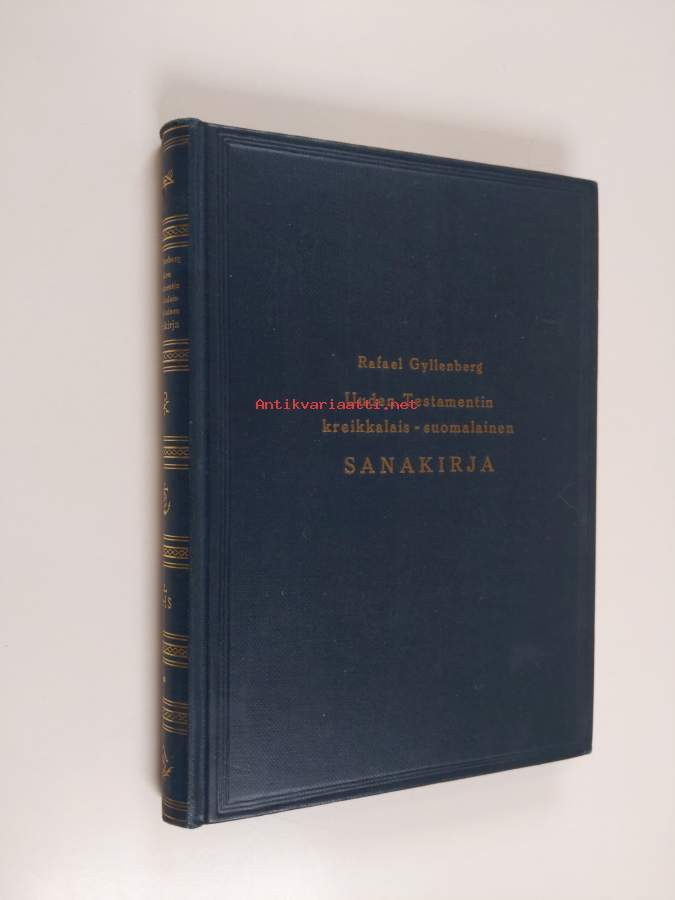 Rafael Gyllenberg
Uuden Testamentin
Antikvariaatti.net
kreikkalais - suomalainen
SANAKIRJA